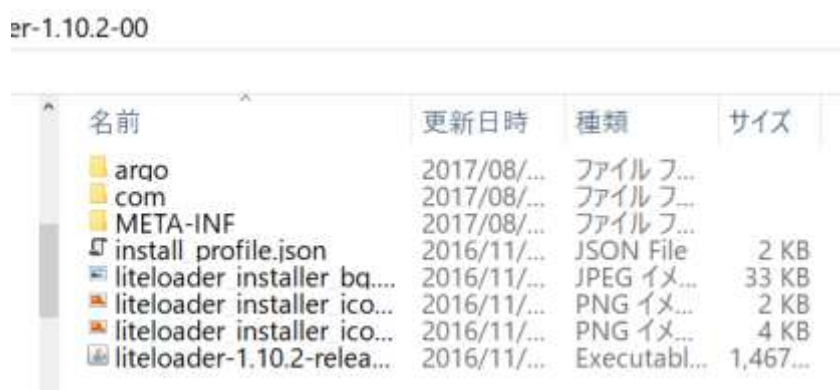 er-1.10.2-00
名前 更新日時 種類 サイズ
argo 2017/08/... ファイル フ...
com 2017/08/... ファイル フ...
META-INF 2017/08/... ファイル フ...
install_profile.json 2016/11/... JSON File 2 KB
liteloader_installer_bg.... 2016/11/... JPEG イメ... 33 KB
liteloader_installer_ico... 2016/11/... PNG イメ... 2 KB
liteloader_installer_ico... 2016/11/... PNG イメ... 4 KB
liteloader-1.10.2-relea... 2016/11/... Executabl... 1,467...